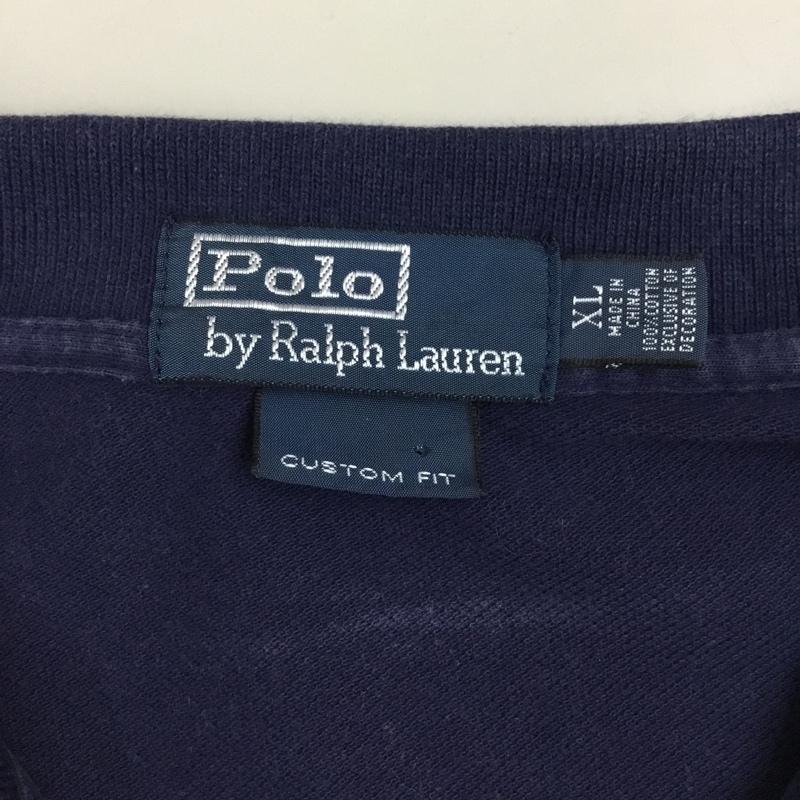 Polo
by Ralph Lauren
XL
MADE IN
CHINA
100% COTTON
EXCLUSIVE OF
DECORATION
CUSTOM FIT